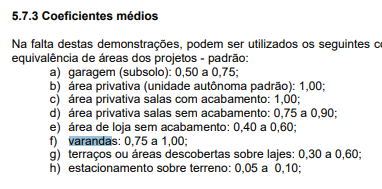 5.7.3 Coeficientes médios
Na falta destas demonstrações, podem ser utilizados os seguintes
equivalência de áreas dos projetos - padrão:
a) garagem (subsolo): 0,50 a 0,75;
b) área privativa (unidade autônoma padrão): 1,00;
c) área privativa salas com acabamento: 1,00;
d) área privativa salas sem acabamento: 0,75 a 0,90;
e) área de loja sem acabamento: 0,40 a 0,60;
f) varandas: 0,75 a 1,00;
g) terraços ou áreas descobertas sobre lajes: 0,30 a 0,60;
h) estacionamento sobre terreno: 0,05 a 0,10;